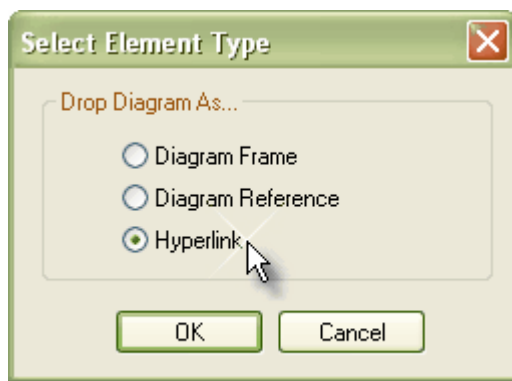 Select Element Type
Drop Diagram As...
Diagram Frame
Diagram Reference
Hyperlink
OK Cancel